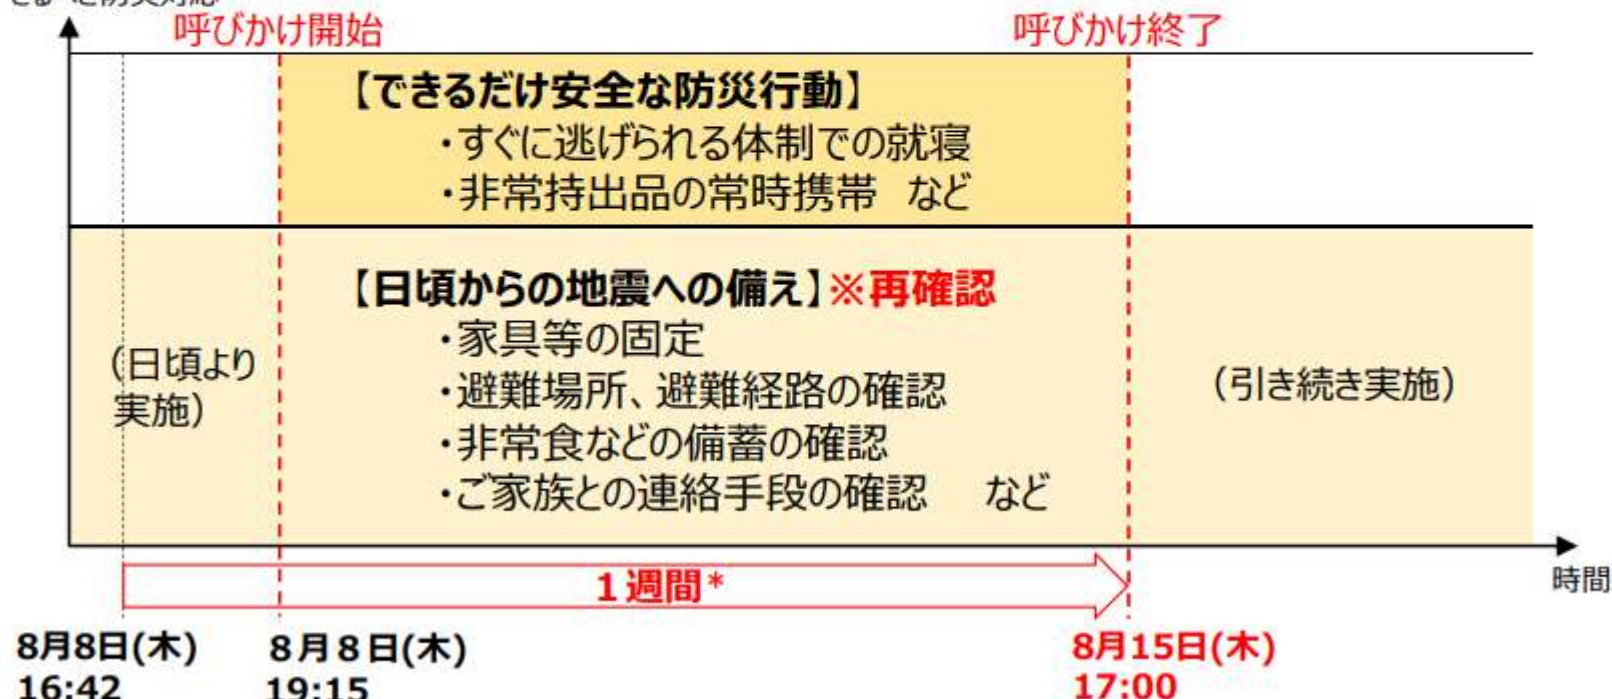 呼びかけ開始
呼びかけ終了
【できるだけ安全な防災行動】
・すぐに逃げられる体制での就寝
・非常持出品の常時携帯　など
【日頃からの地震への備え】※再確認
・家具等の固定
・避難場所、避難経路の確認
・非常食などの備蓄の確認
・ご家族との連絡手段の確認　など
（日頃より
実施）
（引き続き実施）
１週間*
時間
8月8日(木)
16:42
８月８日(木)
19:15
8月15日(木)
17:00